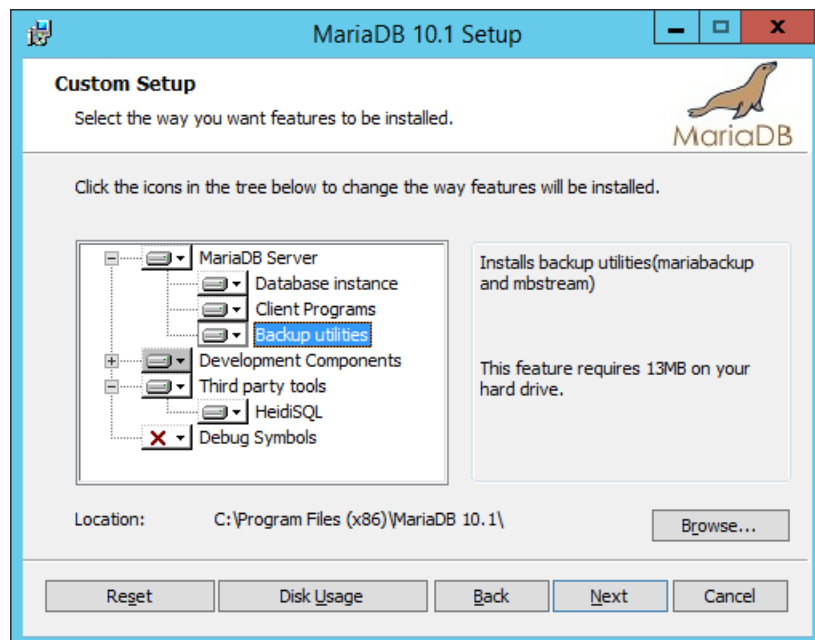 MariaDB 10.1 Setup
Custom Setup
Select the way you want features to be installed.
MariaDB
Click the icons in the tree below to change the way features will be installed.
MariaDB Server
Database instance
Client Programs
Backup utilities
Development Components
Third party tools
HeidiSQL
Debug Symbols
Installs backup utilities(mariabackup
and mbstream)
This feature requires 13MB on your
hard drive.
Location: C:\Program Files (x86)\MariaDB 10.1\
Browse...
Reset Disk Usage Back Next Cancel